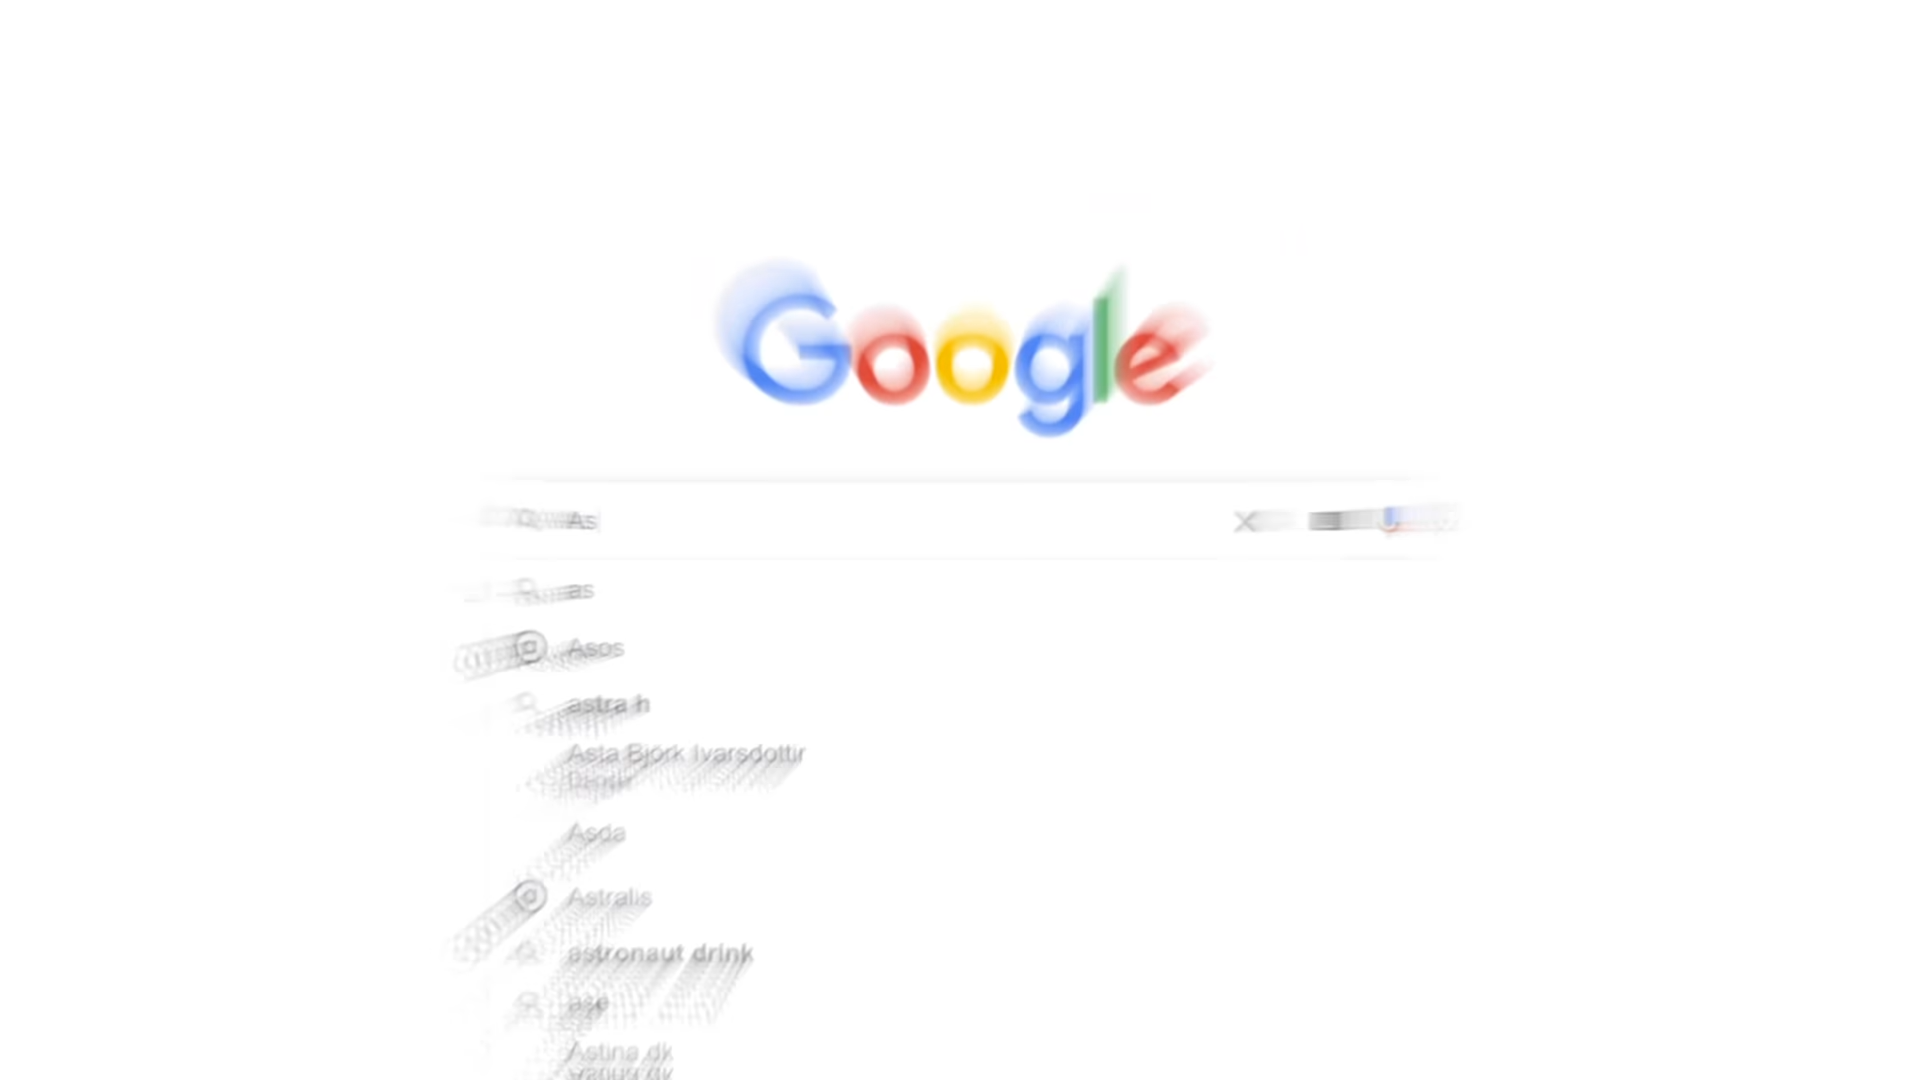 Google
As
as
Asos
astra h
Asta Björk Ivarsdottir
Asda
Astralis
astronaut drink
ase
Astina.dk